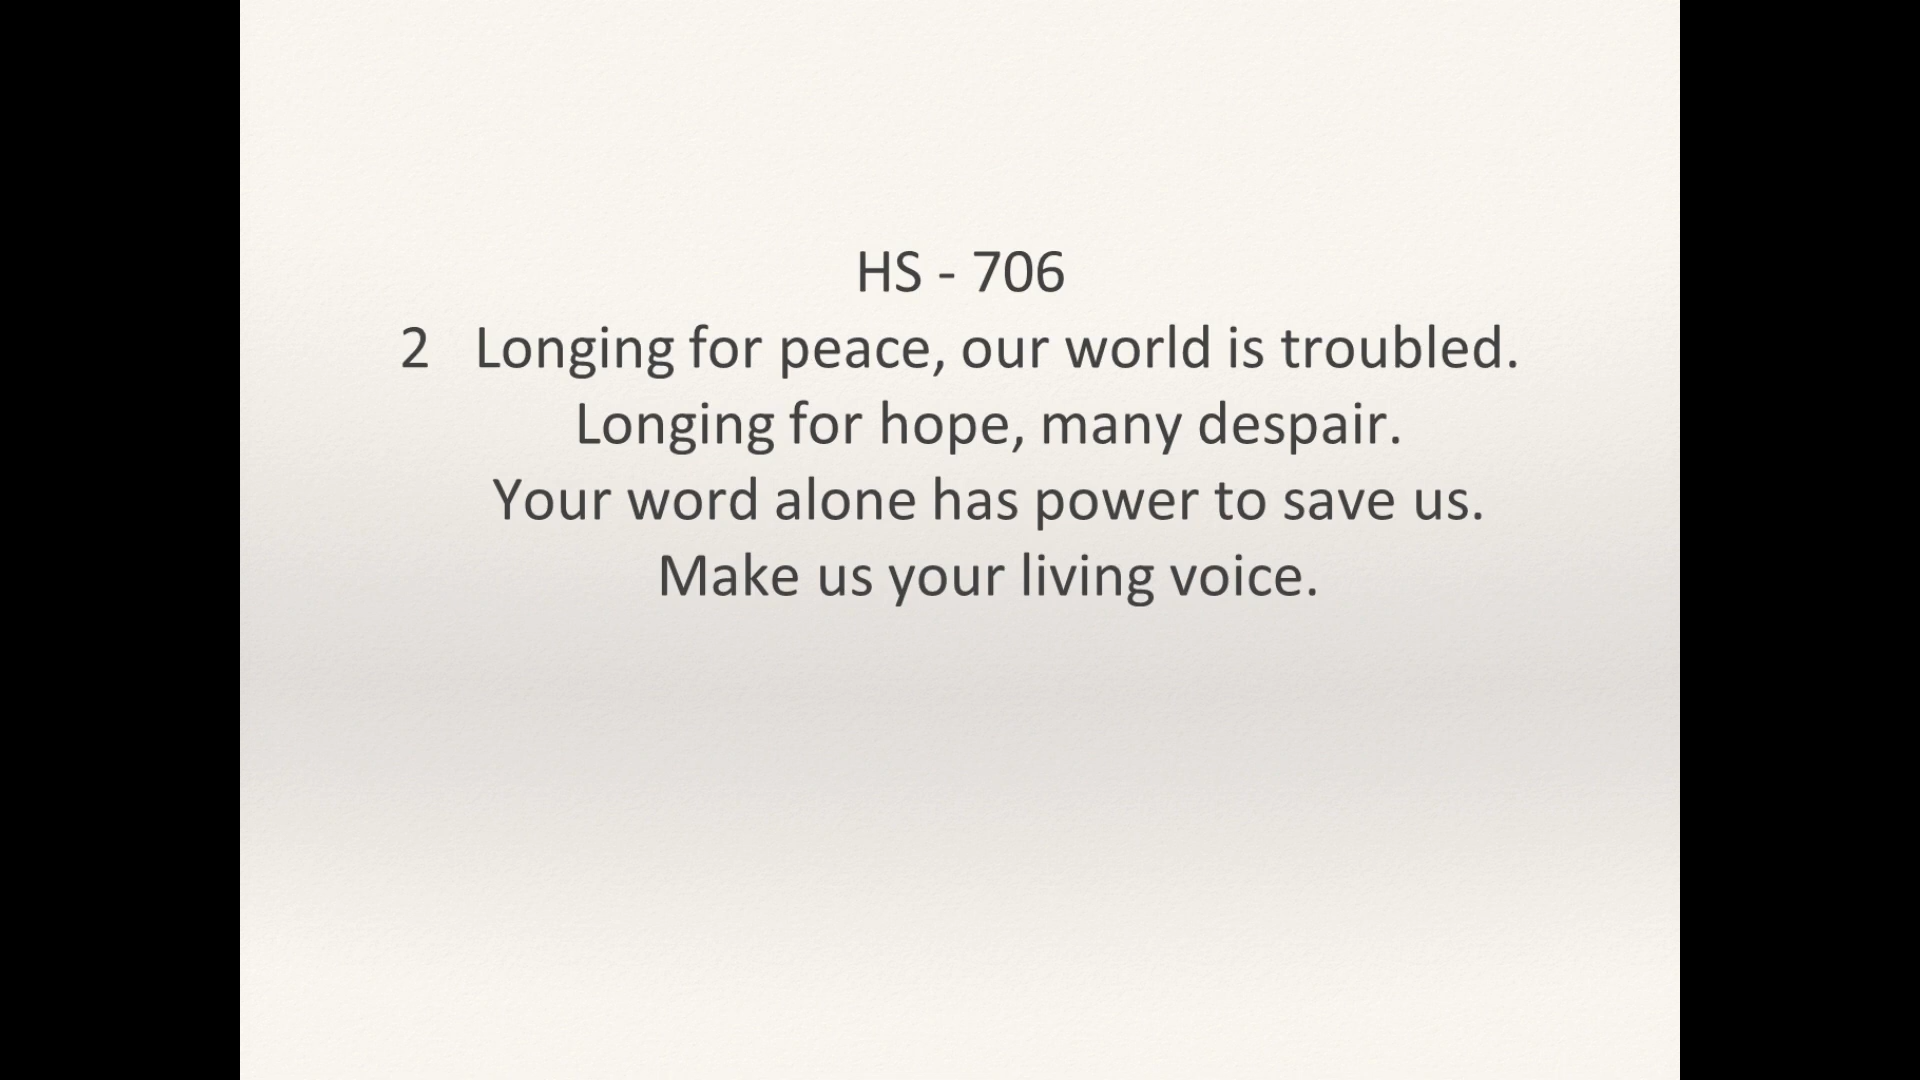 HS - 706
2 Longing for peace, our world is troubled.
Longing for hope, many despair.
Your word alone has power to save us.
Make us your living voice.